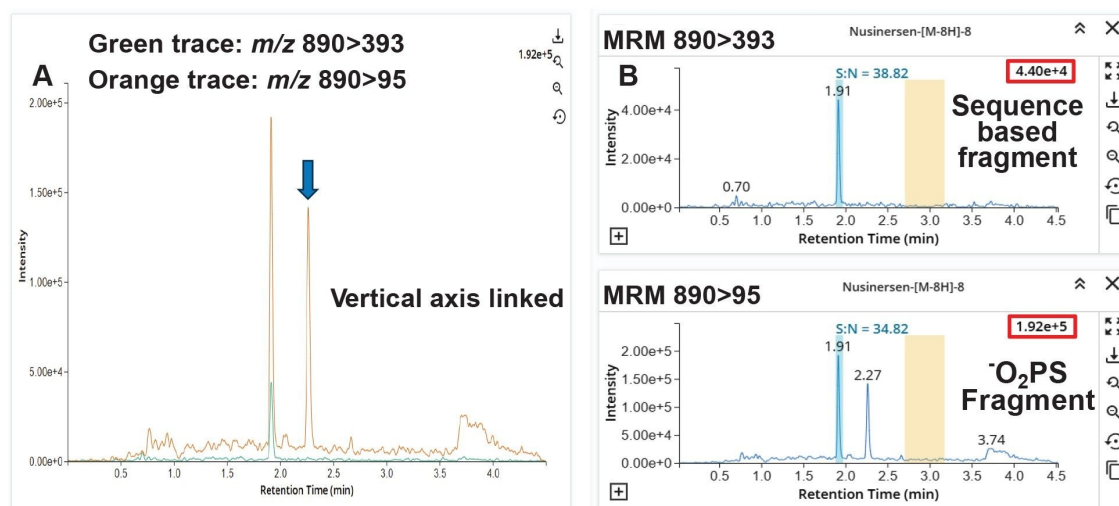 Green trace: m/z 890>393
Orange trace: m/z 890>95
A
1.92e+5
2.00e+5
1.50e+5
1.00e+5
5.00e+4
0.00e+0
Intensity
Vertical axis linked
0.5 1.0 1.5 2.0 2.5 3.0 3.5 4.0
Retention Time (min)
MRM 890>393
Nusinersen-[M-8H]-8
B
S:N = 38.82
4.40e+4
1.91
Sequence
based
fragment
4.00e+4
2.00e+4
0.00e+0
Intensity
0.70
0.5 1.0 1.5 2.0 2.5 3.0 3.5 4.0 4.5
Retention Time (min)
MRM 890>95
Nusinersen-[M-8H]-8
S:N = 34.82
1.92e+5
1.91
2.27
-O2PS
Fragment
2.00e+5
1.50e+5
1.00e+5
5.00e+4
0.00e+0
Intensity
3.74
0.5 1.0 1.5 2.0 2.5 3.0 3.5 4.0 4.5
Retention Time (min)